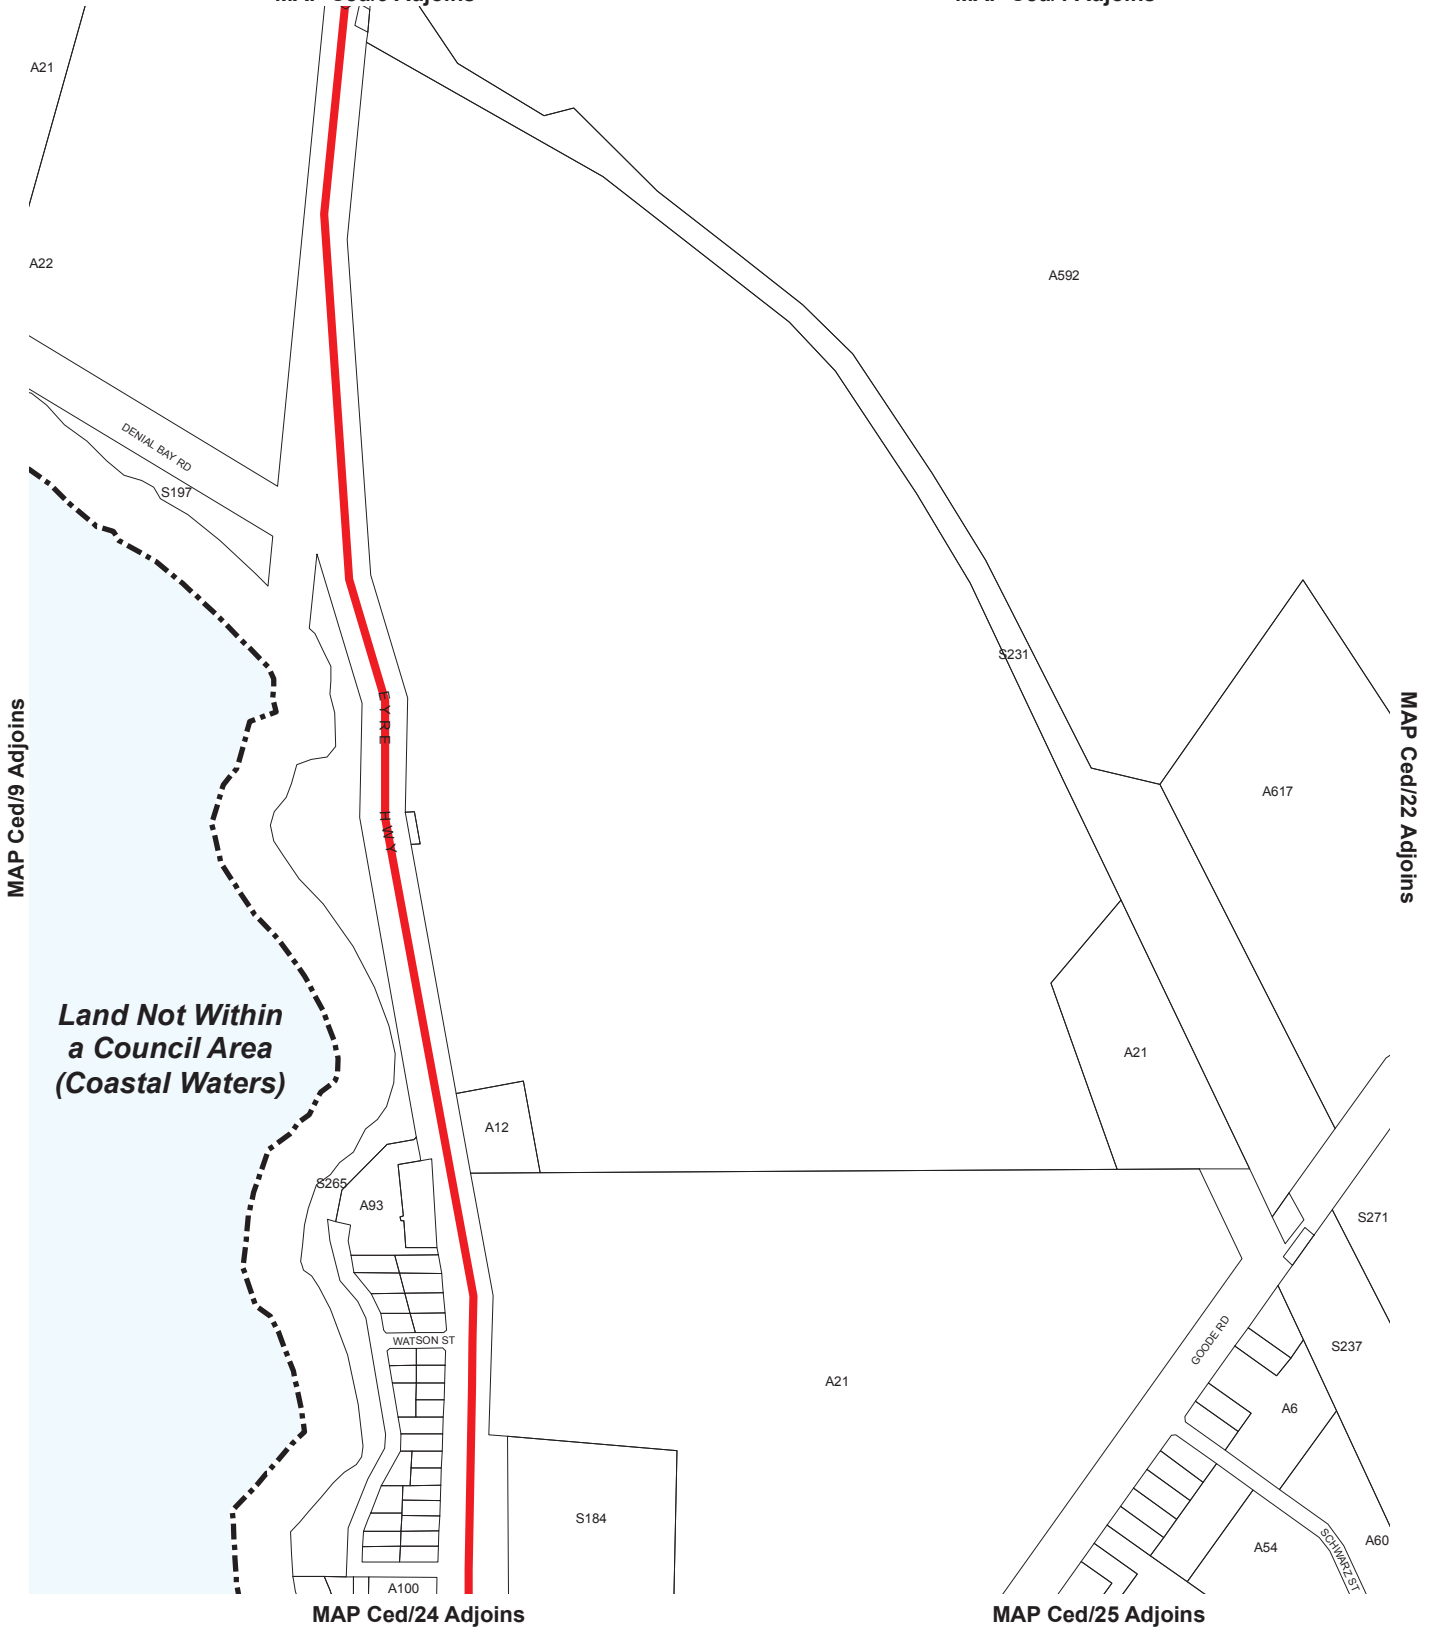 A21
A22
A592
DENIAL BAY RD
S197
S231
EYRE HWY
MAP Ced/9 Adjoins
MAP Ced/22 Adjoins
A617
Land Not Within
a Council Area
(Coastal Waters)
A21
A12
S265
A93
S271
WATSON ST
GOODE RD
S237
A21
A6
S184
SCHWARZ ST
A54
A60
A100
MAP Ced/24 Adjoins
MAP Ced/25 Adjoins